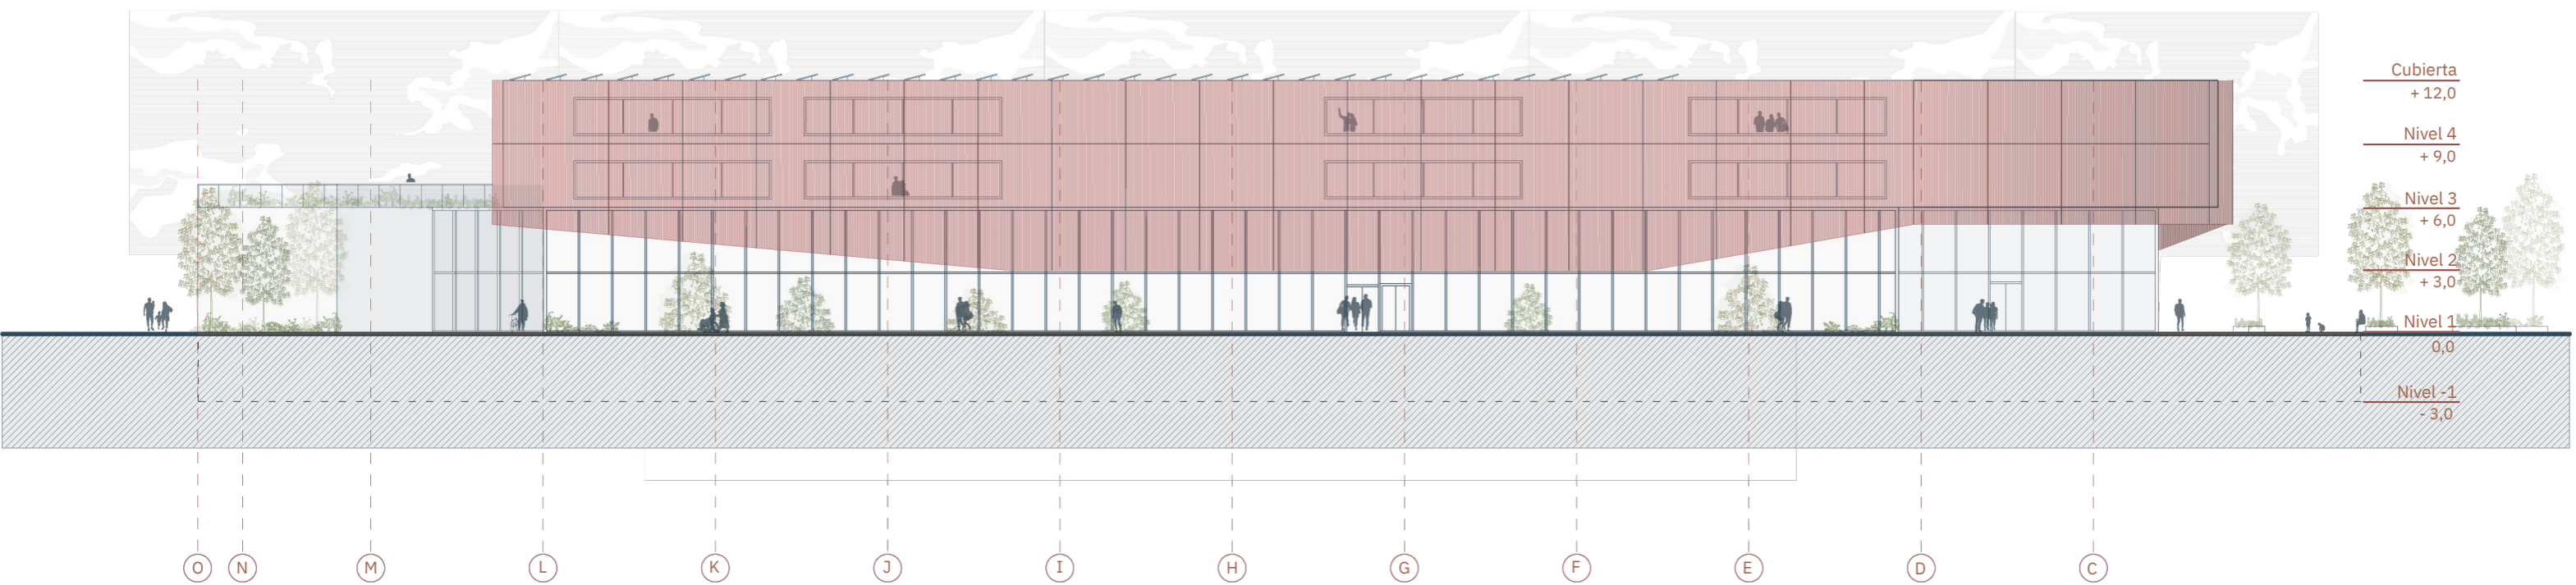 Cubierta
+ 12,0
Nivel 4
+ 9,0
Nivel 3
+ 6,0
Nivel 2
+ 3,0
Nivel 1
0,0
Nivel -1
- 3,0
O N M L K J I H G F E D C